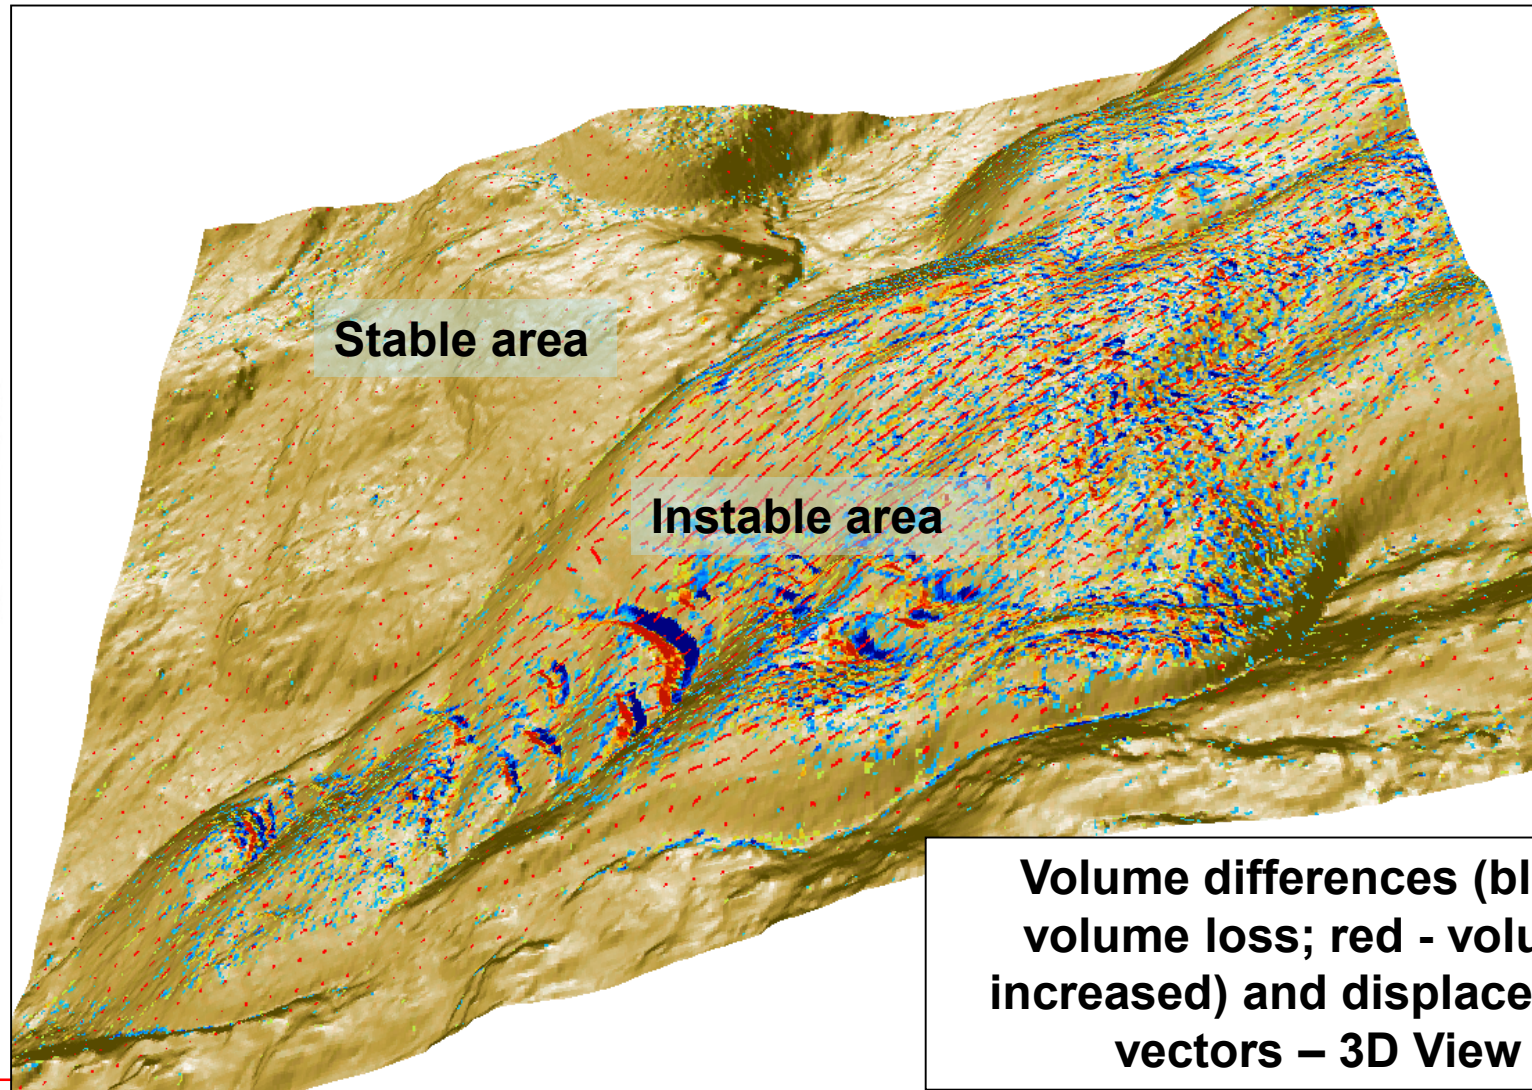 Stable area
Instable area
Volume differences (bl
volume loss; red - volu
increased) and displace
vectors – 3D View